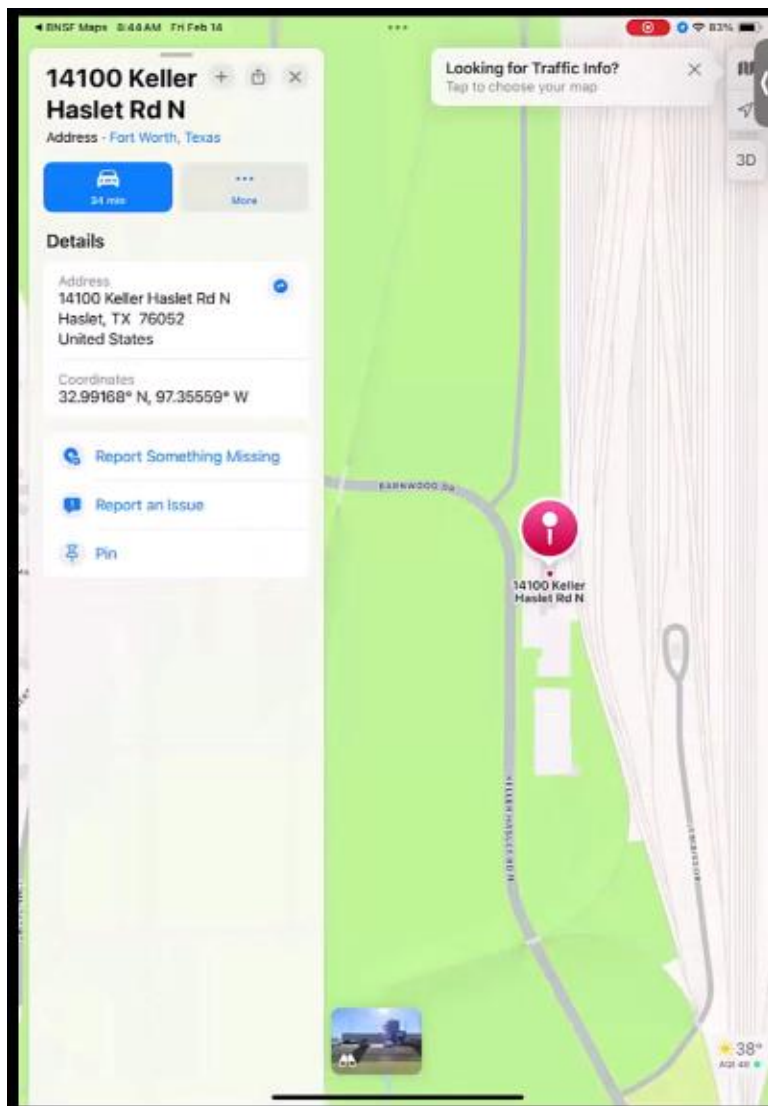 BNSF Maps 8:44 AM Fri Feb 14
83%
14100 Keller
Haslet Rd N
Address · Fort Worth, Texas
34 min
More
Details
Address
14100 Keller Haslet Rd N
Haslet, TX 76052
United States
Coordinates
32.99168° N, 97.35559° W
Report Something Missing
Report an Issue
Pin
Looking for Traffic Info?
Tap to choose your map
3D
BARNWOOD DR
14100 Keller
Haslet Rd N
KELLER HASLET RD N
38°
AQI 40